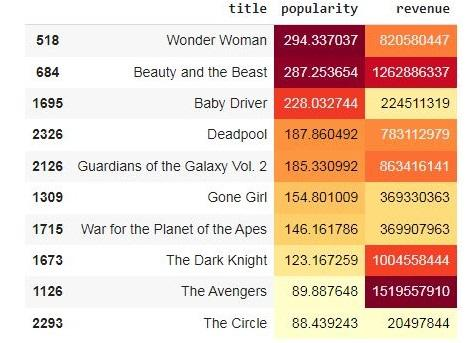 title popularity revenue
518 Wonder Woman 294.337037 820580447
684 Beauty and the Beast 287.253654 1262886337
1695 Baby Driver 228.032744 224511319
2326 Deadpool 187.860492 783112979
2126 Guardians of the Galaxy Vol. 2 185.330992 863416141
1309 Gone Girl 154.801009 369330363
1715 War for the Planet of the Apes 146.161786 369907963
1673 The Dark Knight 123.167259 1004558444
1126 The Avengers 89.887648 1519557910
2293 The Circle 88.439243 20497844